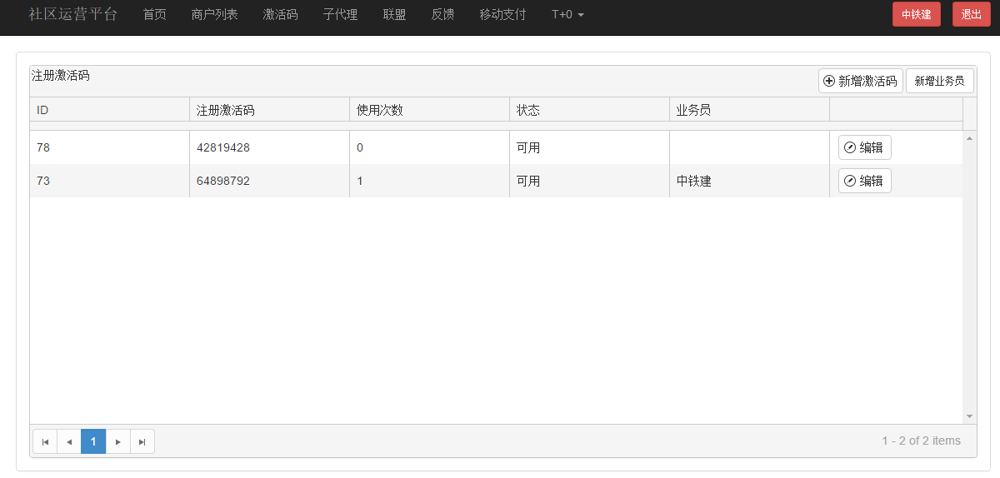 社区运营平台 首页 商户列表 激活码 子代理 联盟 反馈 移动支付 T+0 中铁建 退出
注册激活码 新增激活码 新增业务员
ID 注册激活码 使用次数 状态 业务员
78 42819428 0 可用 编辑
73 64898792 1 可用 中铁建 编辑
1 1 - 2 of 2 items